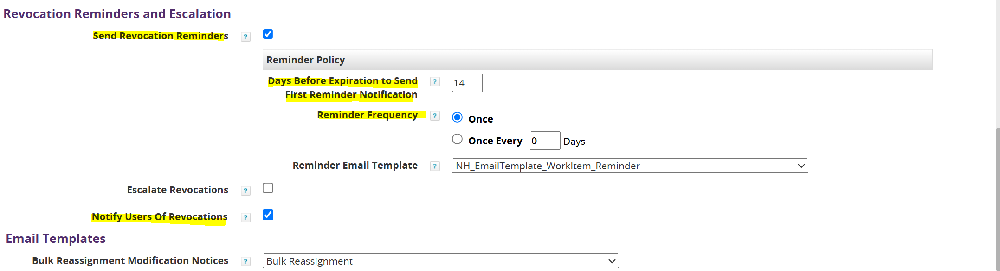 Revocation Reminders and Escalation
Send Revocation Reminders ?
Reminder Policy
Days Before Expiration to Send
First Reminder Notification ? 14
Reminder Frequency ? Once
Once Every 0 Days
Reminder Email Template ? NH_EmailTemplate_WorkItem_Reminder
Escalate Revocations ?
Notify Users Of Revocations ?
Email Templates
Bulk Reassignment Modification Notices ? Bulk Reassignment